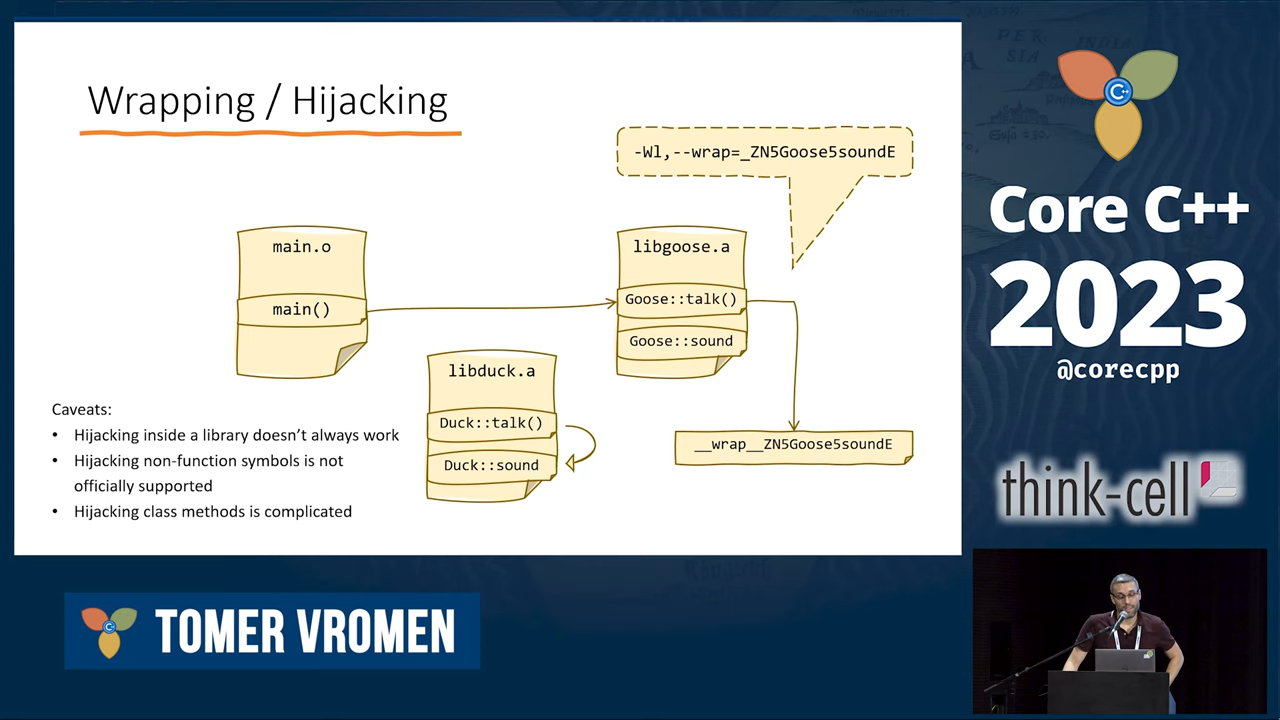 Wrapping / Hijacking
-Wl,--wrap=_ZN5Goose5soundE
main.o
main()
libgoose.a
Goose::talk()
Goose::sound
libduck.a
Duck::talk()
Duck::sound
__wrap__ZN5Goose5soundE
Caveats:
• Hijacking inside a library doesn’t always work
• Hijacking non-function symbols is not
officially supported
• Hijacking class methods is complicated
C++
Core C++
2023
@corecpp
think-cell
C++
TOMER VROMEN